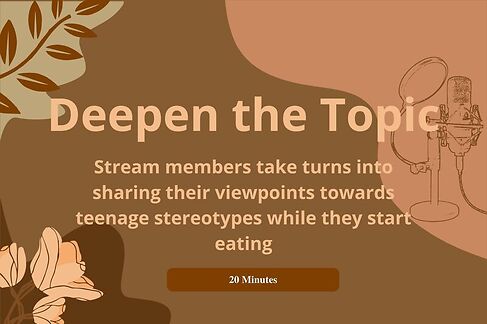 Deepen the Topic
Stream members take turns into
sharing their viewpoints towards
teenage stereotypes while they start
eating
20 Minutes